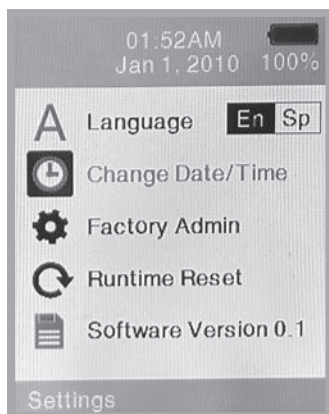 01:52AM
Jan 1, 2010 100%
A Language En Sp
Change Date/Time
Factory Admin
Runtime Reset
Software Version 0.1
Settings